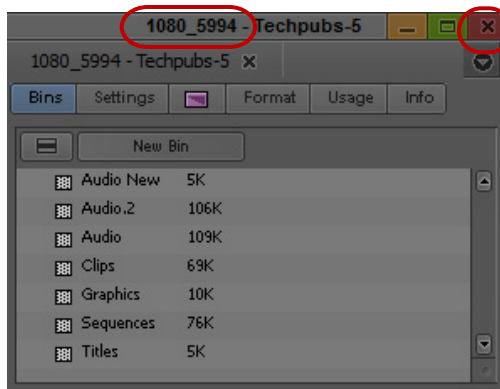 1080_5994 - Techpubs-5
1080_5994 - Techpubs-5
Bins Settings Format Usage Info
New Bin
Audio New 5K
Audio.2 106K
Audio 109K
Clips 69K
Graphics 10K
Sequences 76K
Titles 5K